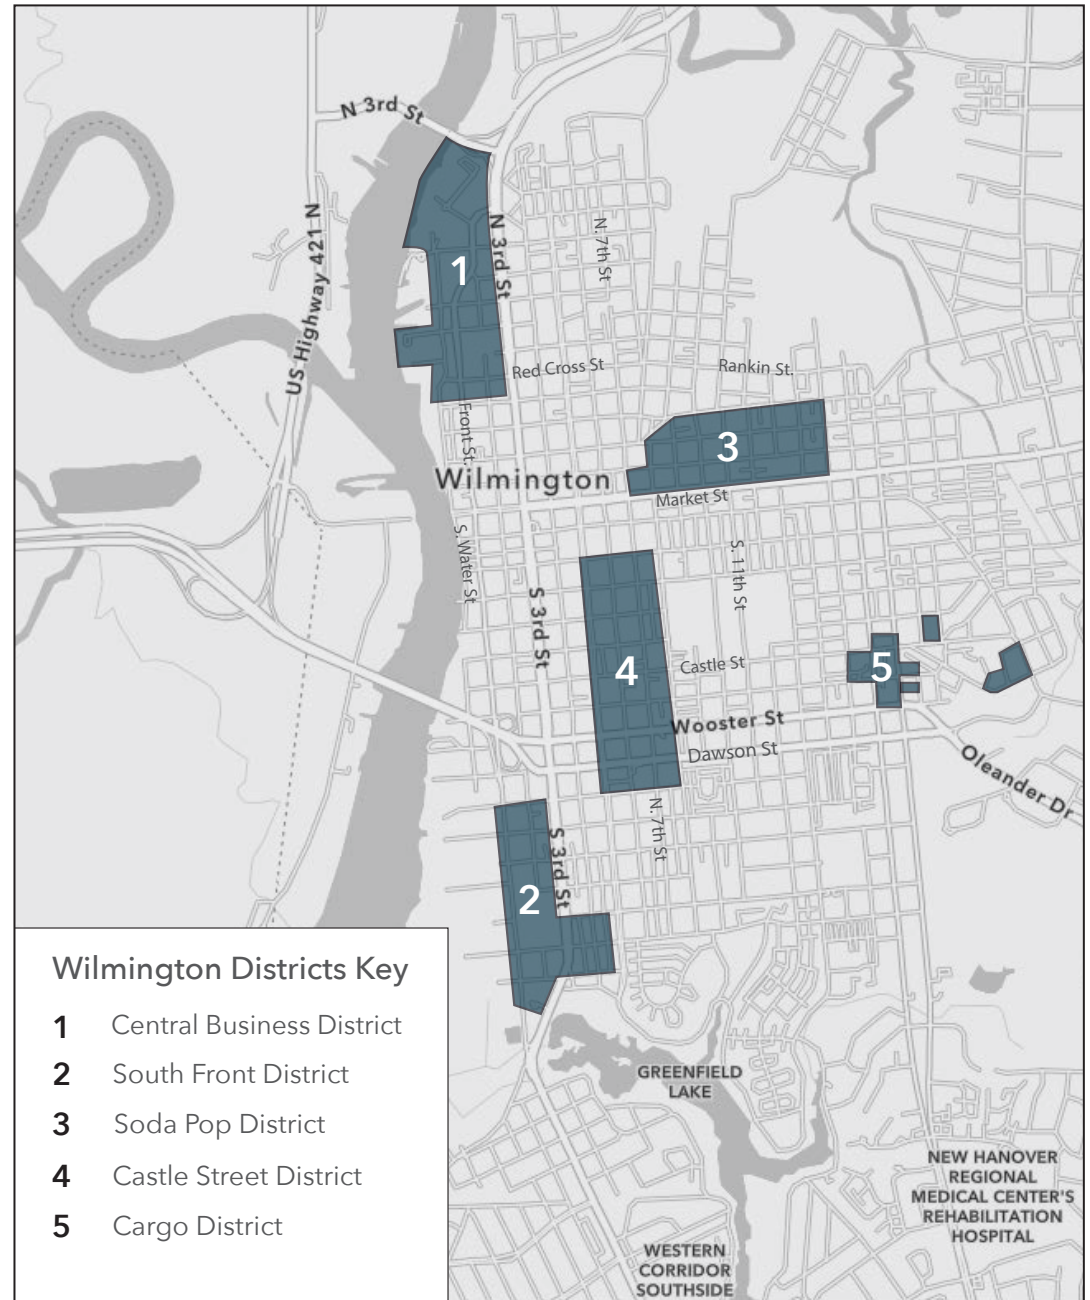 N 3rd St
US Highway 421 N
N 3rd St
N. 7th St
1
Red Cross St
Rankin St.
Front St.
3
Wilmington
Market St
S. Water St
S. 11th St
S 3rd St
4
Castle St
5
Wooster St
Dawson St
Oleander Dr
N. 7th St
S 3rd St
2
GREENFIELD
LAKE
NEW HANOVER
REGIONAL
MEDICAL CENTER'S
REHABILITATION
HOSPITAL
WESTERN
CORRIDOR
SOUTHSIDE
Wilmington Districts Key
1 Central Business District
2 South Front District
3 Soda Pop District
4 Castle Street District
5 Cargo District